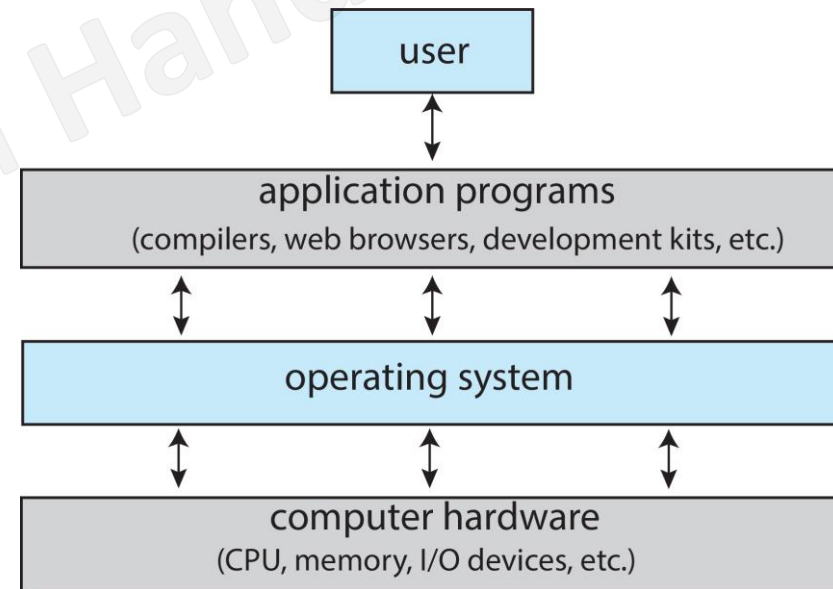 user
application programs
(compilers, web browsers, development kits, etc.)
operating system
computer hardware
(CPU, memory, I/O devices, etc.)